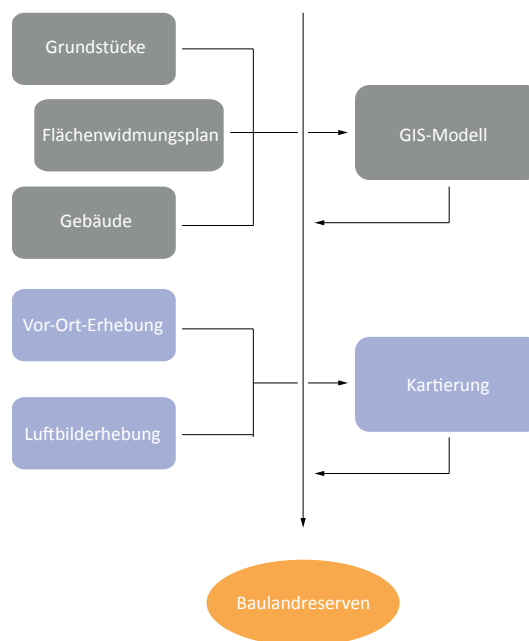 Grundstücke
Flächenwidmungsplan
GIS-Modell
Gebäude
Vor-Ort-Erhebung
Kartierung
Luftbilderhebung
Baulandreserven